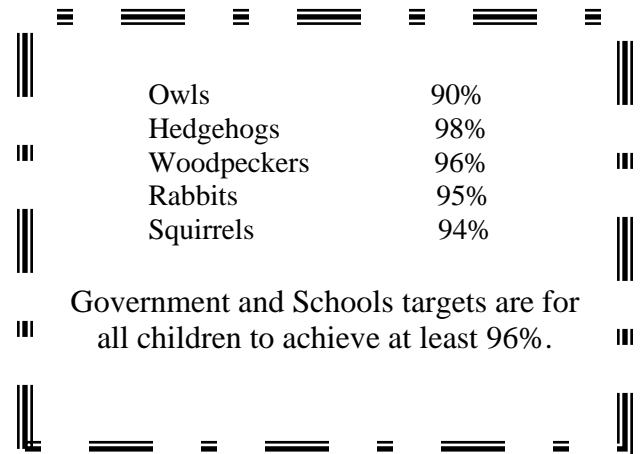 Owls 90%
Hedgehogs 98%
Woodpeckers 96%
Rabbits 95%
Squirrels 94%
Government and Schools targets are for
all children to achieve at least 96%.